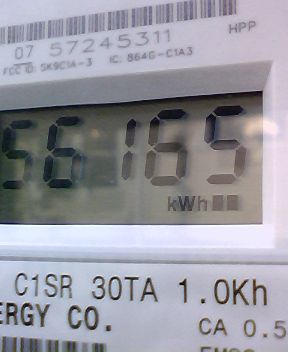 07 57245311
HPP
FCC ID: SK9C1A-3 IC: 864G-C1A3
56165
kWh
C1SR 30TA 1.0Kh
ERGY CO.
CA 0.5